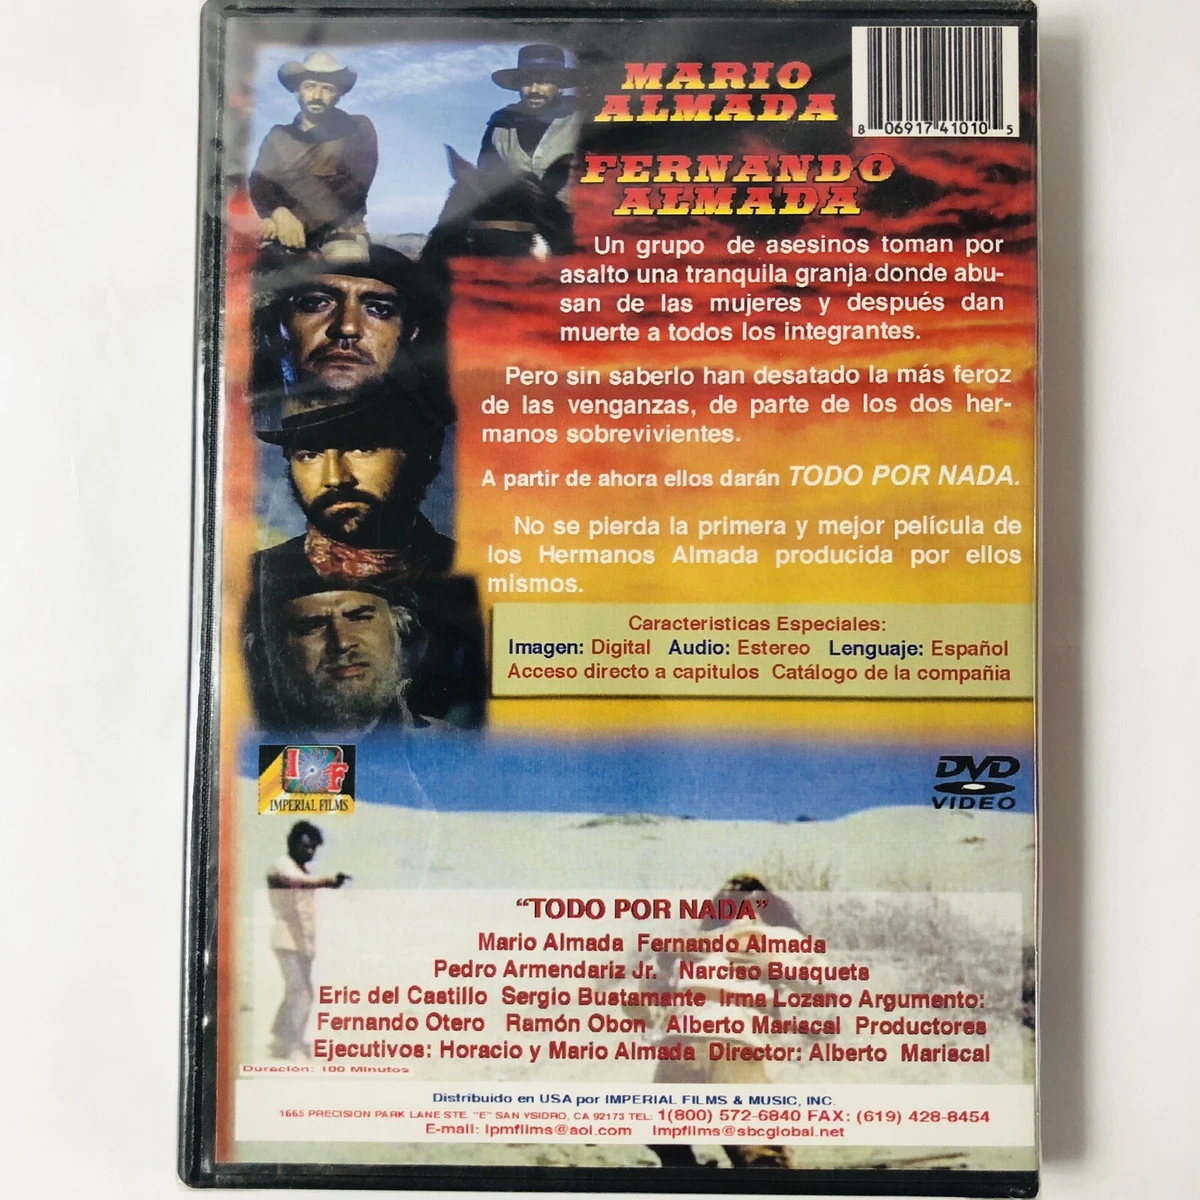 MARIO
ALMADA
8 06917 41010 5
FERNANDO
ALMADA
Un grupo de asesinos toman por
asalto una tranquila granja donde abu-
san de las mujeres y después dan
muerte a todos los integrantes.
Pero sin saberlo han desatado la más feroz
de las venganzas, de parte de los dos her-
manos sobrevivientes.
A partir de ahora ellos darán TODO POR NADA.
No se pierda la primera y mejor película de
los Hermanos Almada producida por ellos
mismos.
Caracteristicas Especiales:
Imagen: Digital Audio: Estereo Lenguaje: Español
Acceso directo a capitulos Catálogo de la compañia
I F
IMPERIAL FILMS
DVD
VIDEO
“TODO POR NADA”
Mario Almada Fernando Almada
Pedro Armendariz Jr. Narciso Busquets
Eric del Castillo Sergio Bustamante Irma Lozano Argumento:
Fernando Otero Ramón Obon Alberto Mariscal Productores
Ejecutivos: Horacio y Mario Almada Director: Alberto Mariscal
Duración: 100 Minutos
Distribuido en USA por IMPERIAL FILMS & MUSIC, INC.
1665 PRECISION PARK LANE STE. "E" SAN YSIDRO, CA 92173 TEL: 1(800) 572-6840 FAX: (619) 428-8454
E-mail: ipmfilms@aol.com impfilms@sbcglobal.net